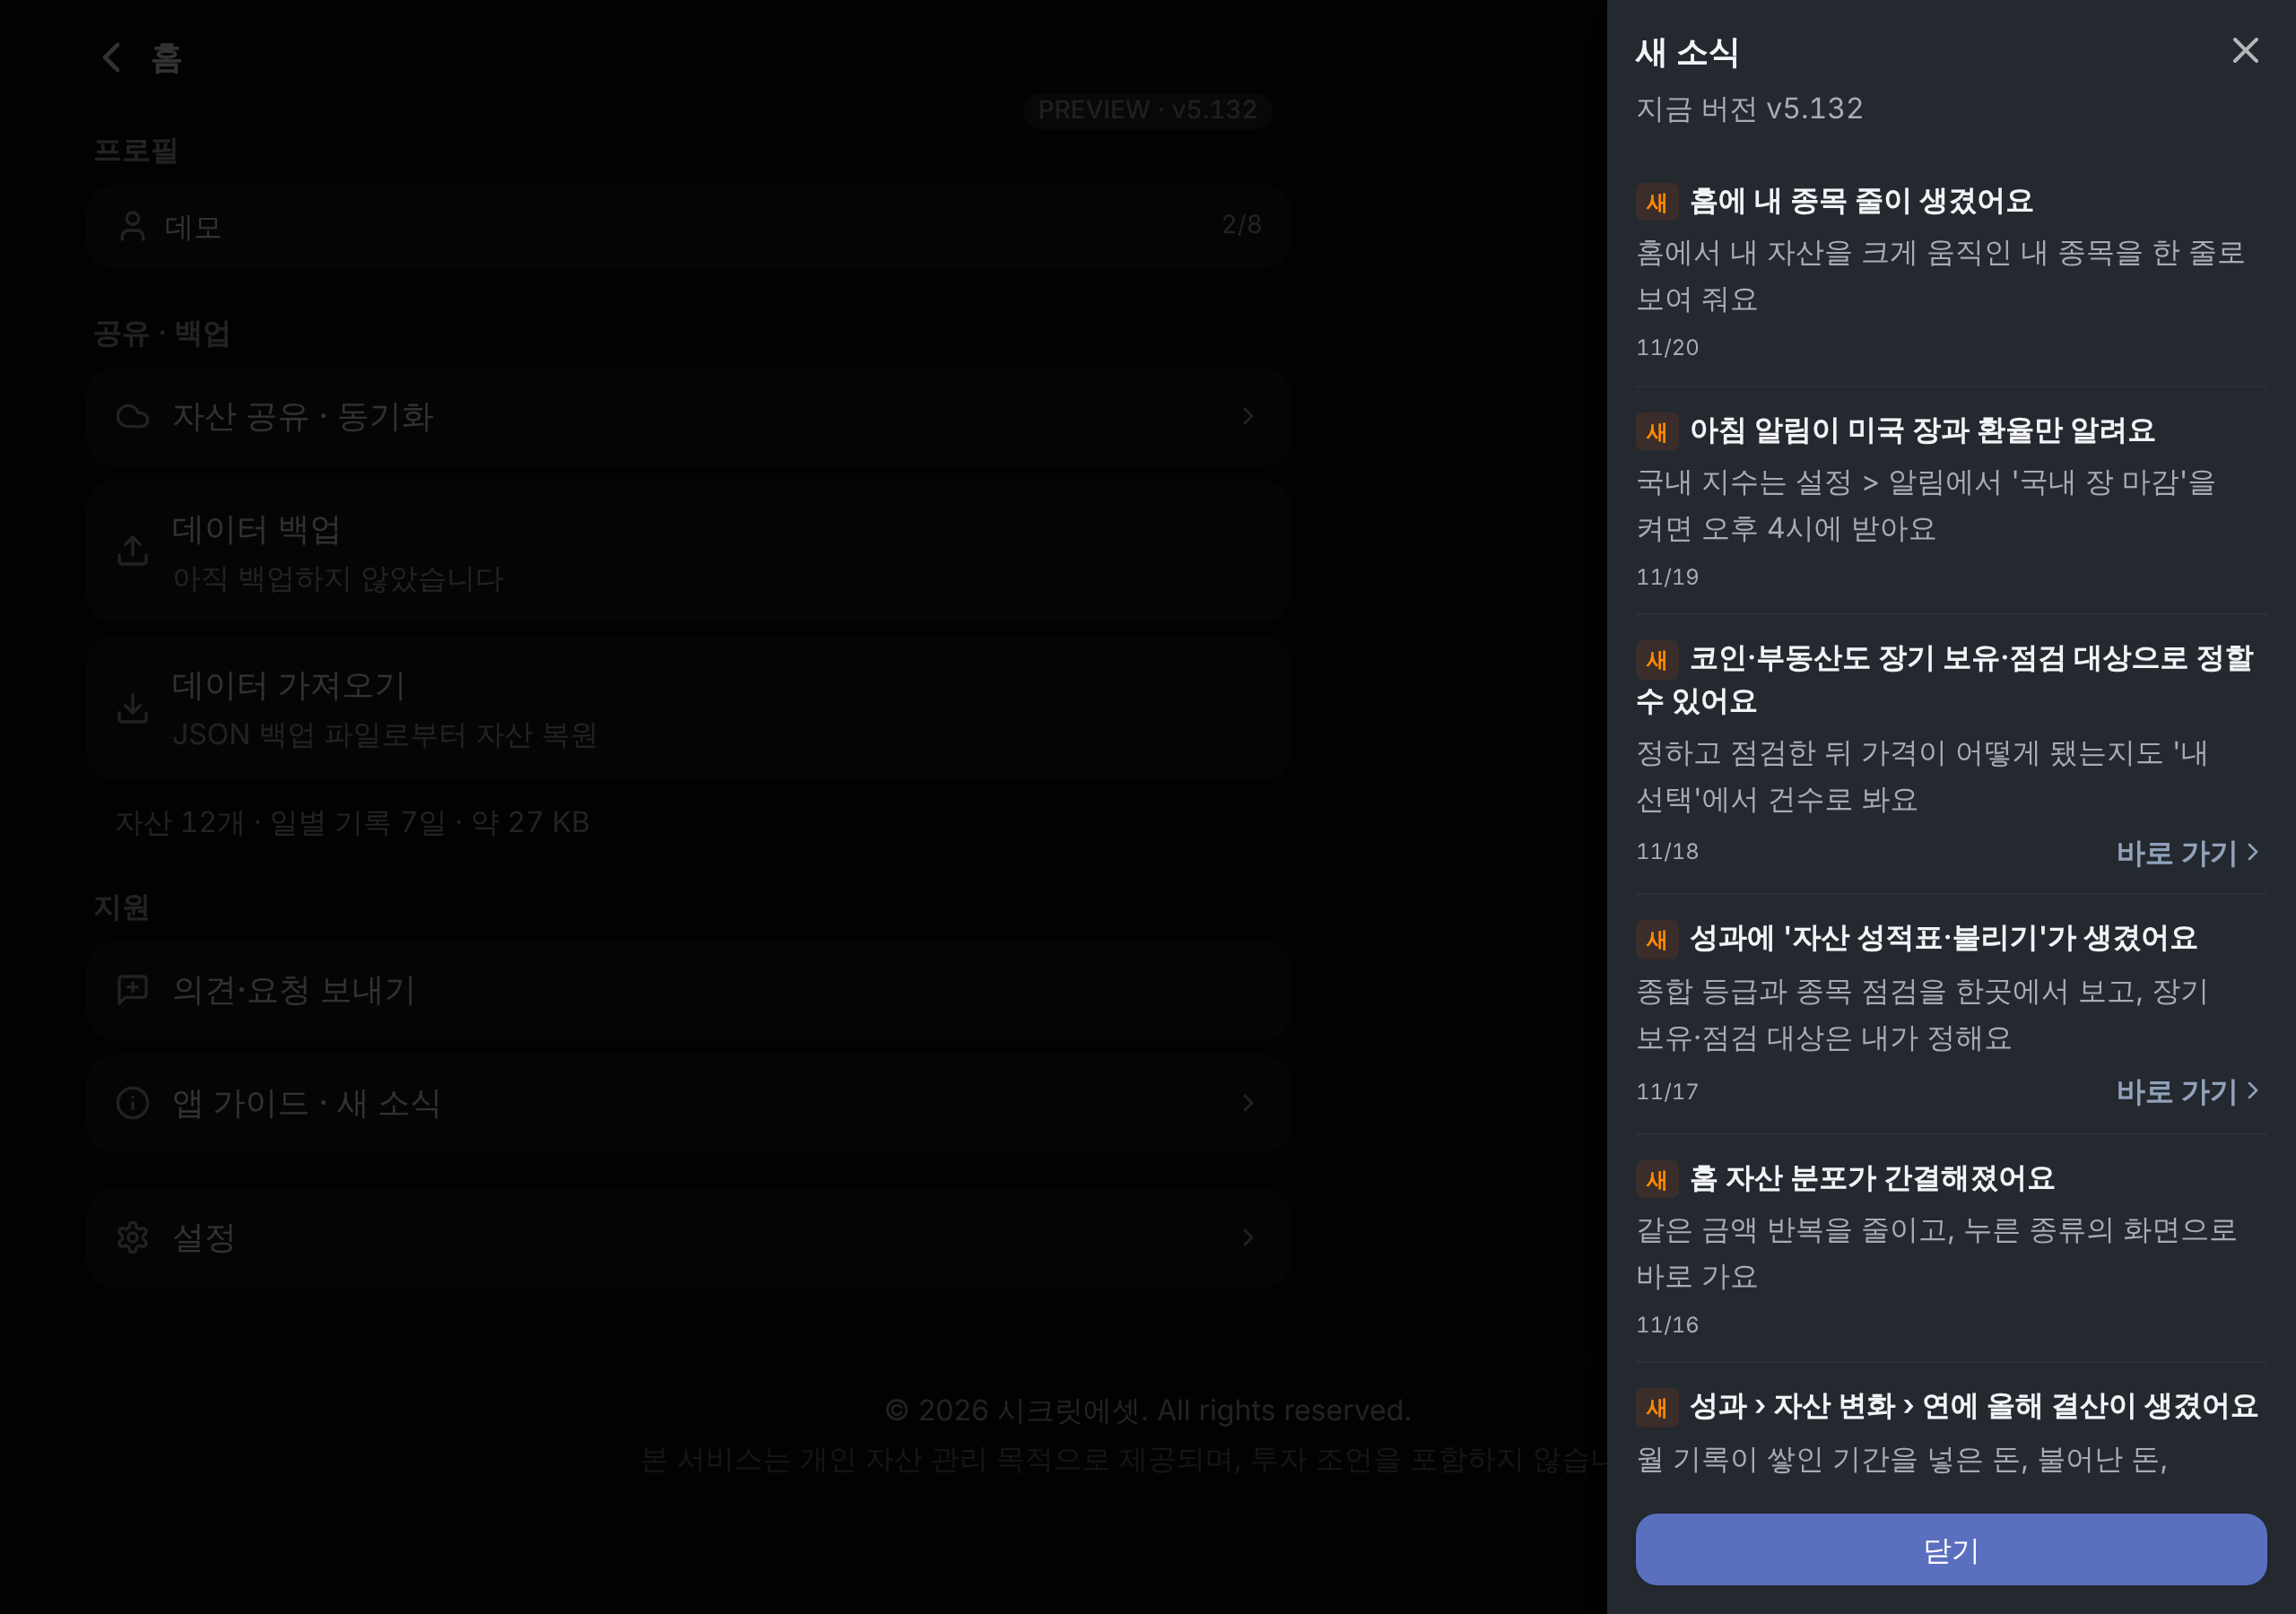 홈
PREVIEW · v5.132
프로필
데모
2/8
공유 · 백업
자산 공유 · 동기화
데이터 백업
아직 백업하지 않았습니다
데이터 가져오기
JSON 백업 파일로부터 자산 복원
자산 12개 · 일별 기록 7일 · 약 27 KB
지원
의견·요청 보내기
앱 가이드 · 새 소식
설정
© 2026 시크릿에셋. All rights reserved.
본 서비스는 개인 자산 관리 목적으로 제공되며, 투자 조언을 포함하지 않습니
새 소식
지금 버전 v5.132
새 홈에 내 종목 줄이 생겼어요
홈에서 내 자산을 크게 움직인 내 종목을 한 줄로
보여 줘요
11/20
새 아침 알림이 미국 장과 환율만 알려요
국내 지수는 설정 > 알림에서 '국내 장 마감'을
켜면 오후 4시에 받아요
11/19
새 코인·부동산도 장기 보유·점검 대상으로 정할
수 있어요
정하고 점검한 뒤 가격이 어떻게 됐는지도 '내
선택'에서 건수로 봐요
11/18
바로 가기 >
새 성과에 '자산 성적표·불리기'가 생겼어요
종합 등급과 종목 점검을 한곳에서 보고, 장기
보유·점검 대상은 내가 정해요
11/17
바로 가기 >
새 홈 자산 분포가 간결해졌어요
같은 금액 반복을 줄이고, 누른 종류의 화면으로
바로 가요
11/16
새 성과 › 자산 변화 › 연에 올해 결산이 생겼어요
월 기록이 쌓인 기간을 넣은 돈, 불어난 돈,
닫기